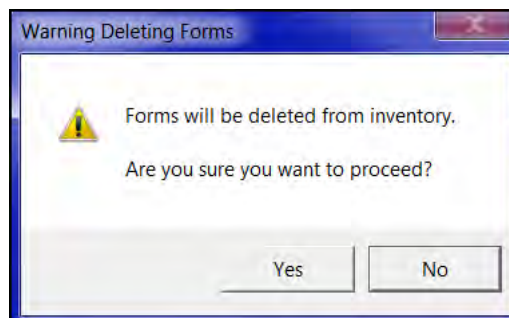 Warning Deleting Forms
Forms will be deleted from inventory.
Are you sure you want to proceed?
Yes
No